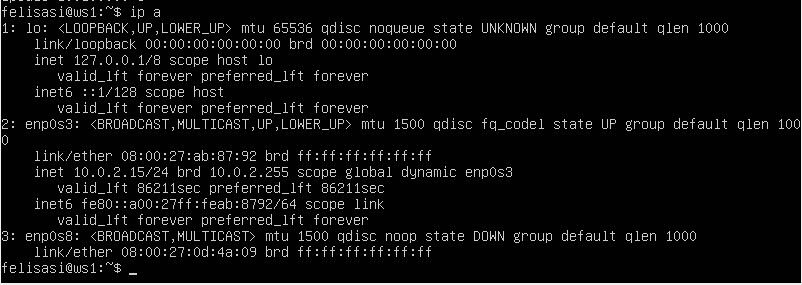 felisasi@ws1:~$ ip a
1: lo: <LOOPBACK,UP,LOWER_UP> mtu 65536 qdisc noqueue state UNKNOWN group default qlen 1000
    link/loopback 00:00:00:00:00:00 brd 00:00:00:00:00:00
    inet 127.0.0.1/8 scope host lo
       valid_lft forever preferred_lft forever
    inet6 ::1/128 scope host
       valid_lft forever preferred_lft forever
2: enp0s3: <BROADCAST,MULTICAST,UP,LOWER_UP> mtu 1500 qdisc fq_codel state UP group default qlen 100
0
    link/ether 08:00:27:ab:87:92 brd ff:ff:ff:ff:ff:ff
    inet 10.0.2.15/24 brd 10.0.2.255 scope global dynamic enp0s3
       valid_lft 86211sec preferred_lft 86211sec
    inet6 fe80::a00:27ff:feab:8792/64 scope link
       valid_lft forever preferred_lft forever
3: enp0s8: <BROADCAST,MULTICAST> mtu 1500 qdisc noop state DOWN group default qlen 1000
    link/ether 08:00:27:0d:4a:09 brd ff:ff:ff:ff:ff:ff
felisasi@ws1:~$ _